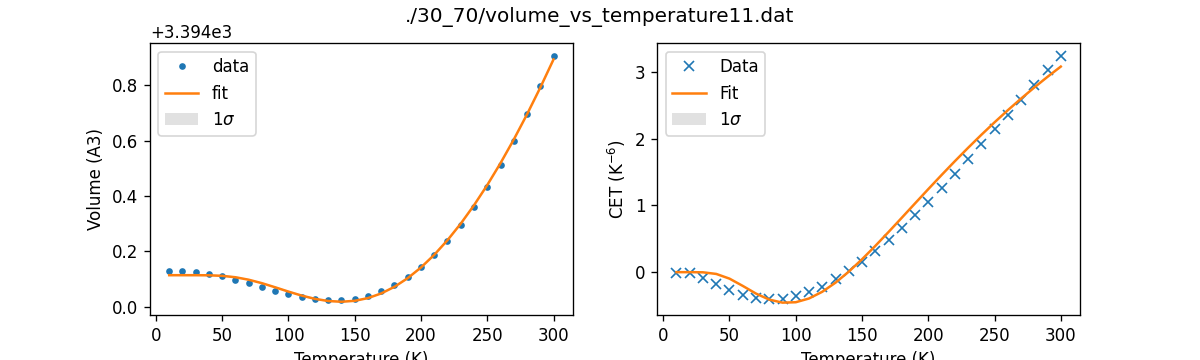 ./30_70/volume_vs_temperature11.dat
+3.394e3
data
fit
1σ
Volume (A3)
0.8
0.6
0.4
0.2
0.0
0 50 100 150 200 250 300
Temperature (K)
Data
Fit
1σ
CET (K⁻⁶)
3
2
1
0
0 50 100 150 200 250 300
Temperature (K)